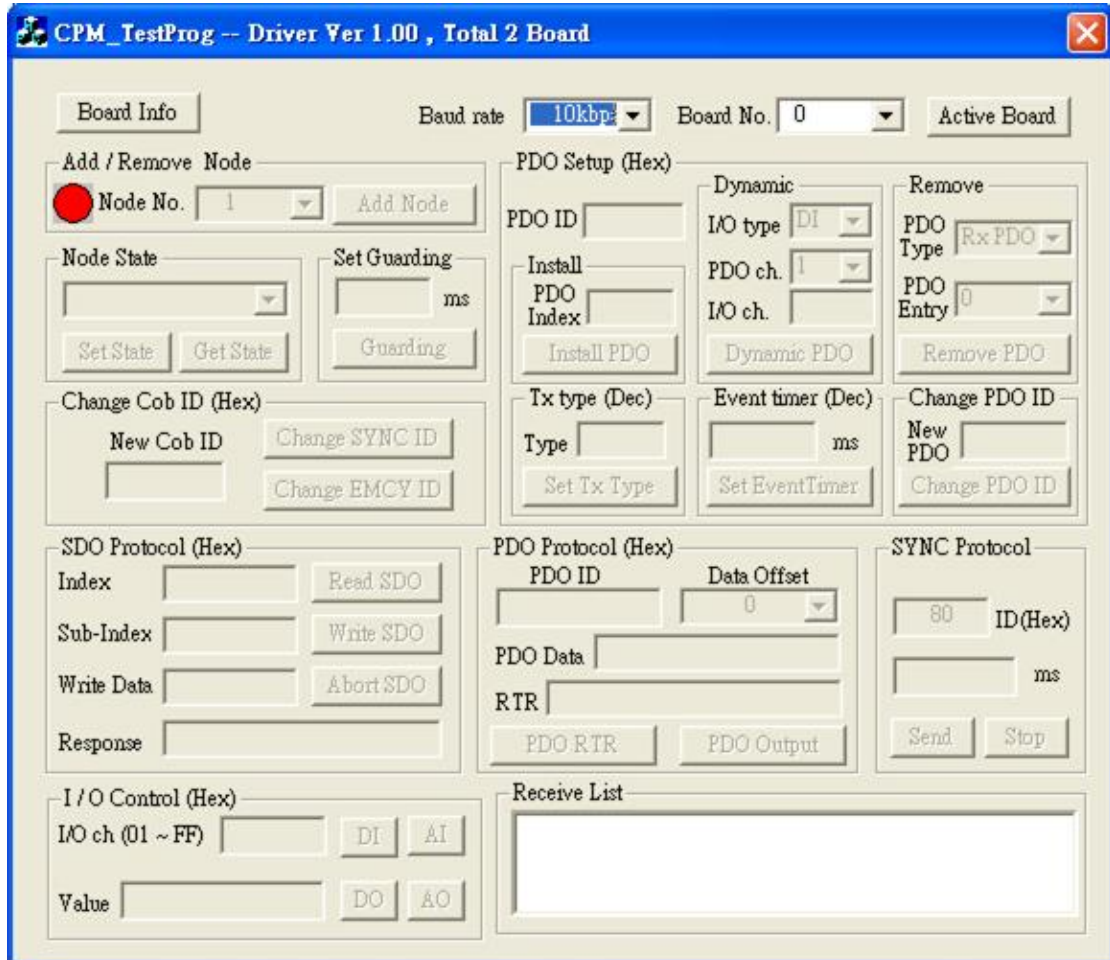 CPM_TestProg -- Driver Ver 1.00 , Total 2 Board
Board Info
Baud rate
10kbp
Board No.
0
Active Board
Add / Remove Node
Node No.
1
Add Node
Node State
Set State
Get State
Set Guarding
ms
Guarding
Change Cob ID (Hex)
New Cob ID
Change SYNC ID
Change EMCY ID
PDO Setup (Hex)
PDO ID
Install
PDO
Index
Install PDO
Dynamic
I/O type
DI
PDO ch.
1
I/O ch.
Dynamic PDO
Remove
PDO
Type
Rx PDO
PDO
Entry
0
Remove PDO
Tx type (Dec)
Type
Set Tx Type
Event timer (Dec)
ms
Set EventTimer
Change PDO ID
New
PDO
Change PDO ID
SDO Protocol (Hex)
Index
Read SDO
Sub-Index
Write SDO
Write Data
Abort SDO
Response
PDO Protocol (Hex)
PDO ID
Data Offset
0
PDO Data
RTR
PDO RTR
PDO Output
SYNC Protocol
80
ID(Hex)
ms
Send
Stop
I / O Control (Hex)
I/O ch (01 ~ FF)
DI
AI
Value
DO
AO
Receive List